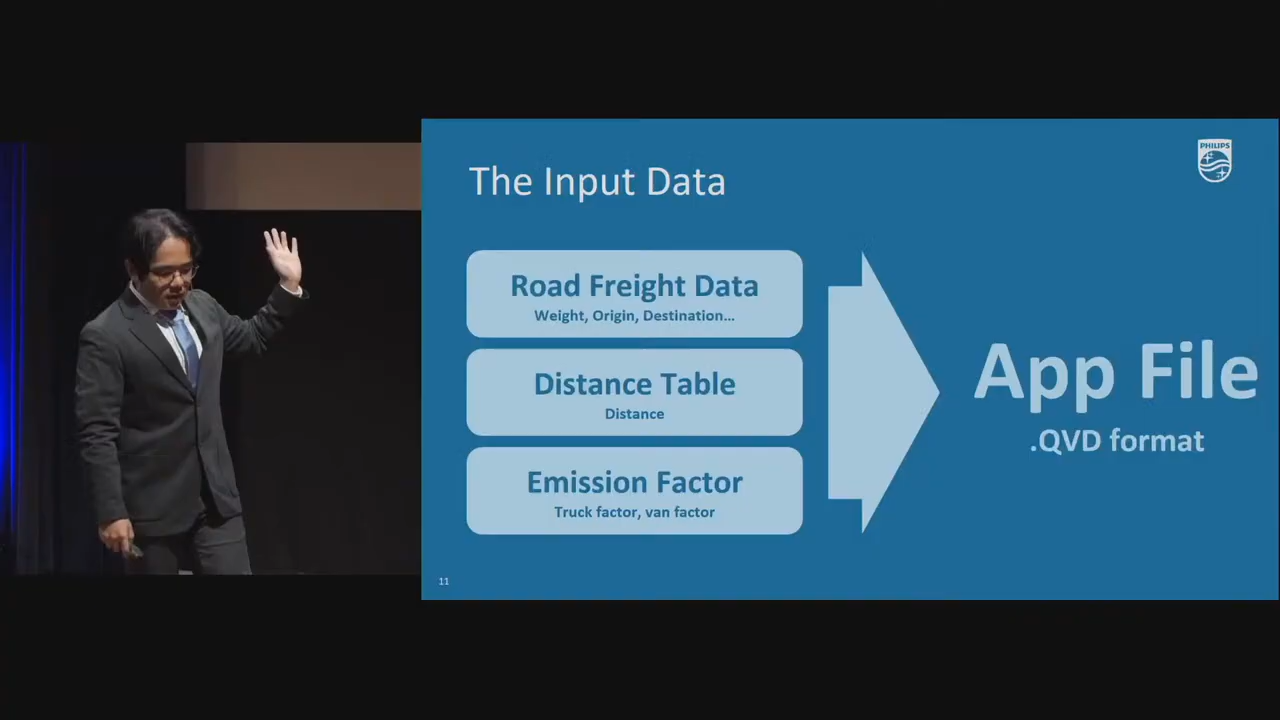 PHILIPS
The Input Data
Road Freight Data
Weight, Origin, Destination...
Distance Table
Distance
Emission Factor
Truck factor, van factor
App File
.QVD format
11